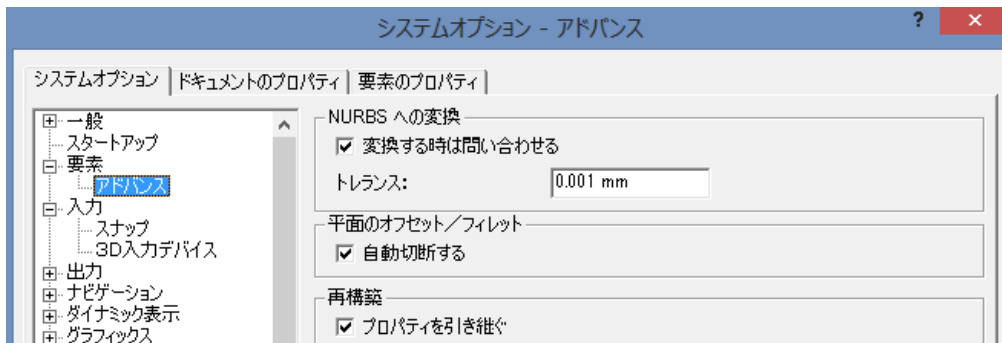 システムオプション - アドバンス
? ×
システムオプション ドキュメントのプロパティ 要素のプロパティ
一般
スタートアップ
要素
アドバンス
入力
スナップ
3D入力デバイス
出力
ナビゲーション
ダイナミック表示
グラフィックス
NURBS への変換
変換する時は問い合わせる
トレランス: 0.001 mm
平面のオフセット/フィレット
自動切断する
再構築
プロパティを引き継ぐ